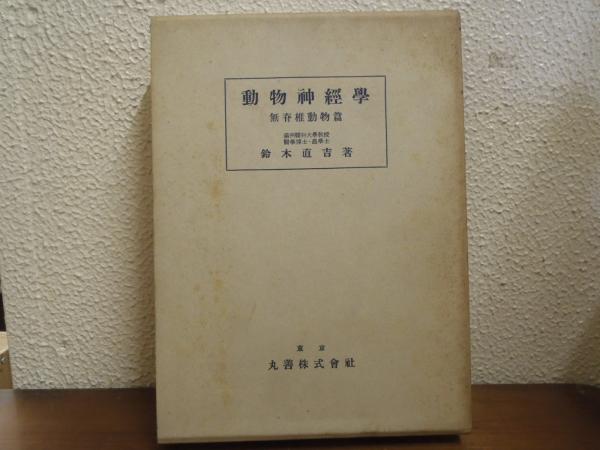 動物神經學
無脊椎動物篇
滿洲醫科大學敎授
醫學博士・農學士
鈴木直吉著
東京
丸善株式會社